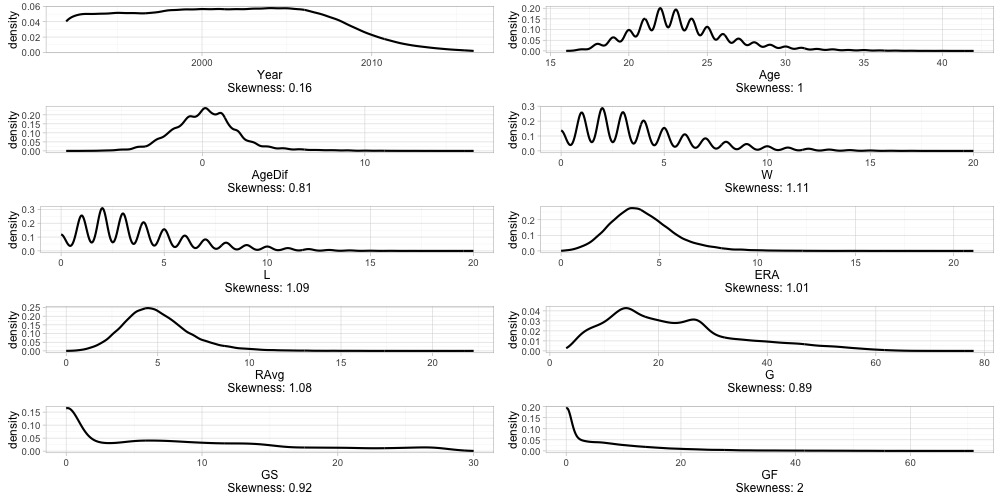 density
0.06
0.04
0.02
0.00
2000
2010
Year
Skewness: 0.16
density
0.20
0.15
0.10
0.05
0.00
15
20
25
30
35
40
Age
Skewness: 1
density
0.20
0.15
0.10
0.05
0.00
0
10
AgeDif
Skewness: 0.81
density
0.3
0.2
0.1
0.0
0
5
10
15
20
W
Skewness: 1.11
density
0.3
0.2
0.1
0.0
0
5
10
15
20
L
Skewness: 1.09
density
0.2
0.1
0.0
0
5
10
15
20
ERA
Skewness: 1.01
density
0.25
0.20
0.15
0.10
0.05
0.00
0
5
10
15
20
RAvg
Skewness: 1.08
density
0.04
0.03
0.02
0.01
0.00
0
20
40
60
80
G
Skewness: 0.89
density
0.15
0.10
0.05
0.00
0
10
20
30
GS
Skewness: 0.92
density
0.20
0.15
0.10
0.05
0.00
0
20
40
60
GF
Skewness: 2